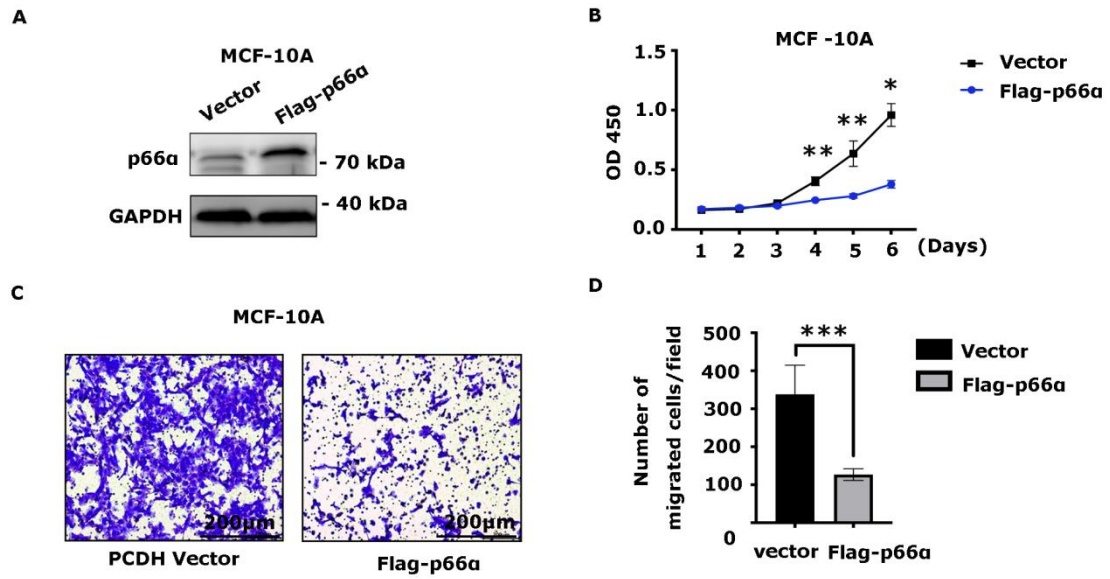 A
MCF-10A
Vector
Flag-p66α
p66α
- 70 kDa
GAPDH
- 40 kDa
B
MCF -10A
1.5
1.0
0.5
0.0
OD 450
1 2 3 4 5 6 (Days)
**
**
*
Vector
Flag-p66α
C
MCF-10A
200μm
200μm
PCDH Vector
Flag-p66α
D
500
400
300
200
100
0
Number of
migrated cells/field
***
vector Flag-p66α
Vector
Flag-p66α